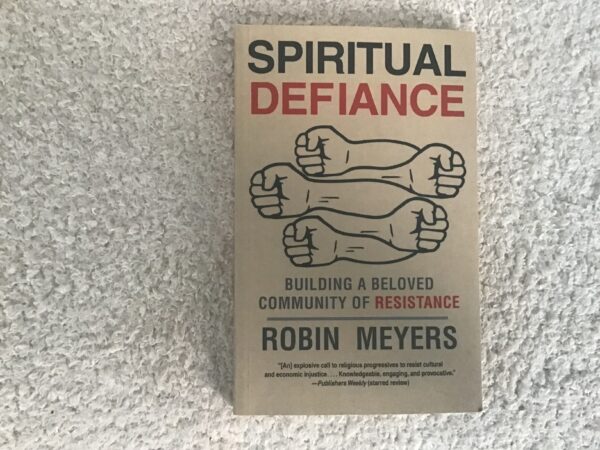 SPIRITUAL
DEFIANCE
BUILDING A BELOVED
COMMUNITY OF RESISTANCE
ROBIN MEYERS
"[An] explosive call to religious progressives to resist cultural
and economic injustice. . . . Knowledgeable, engaging, and provocative."
—Publishers Weekly (starred review)